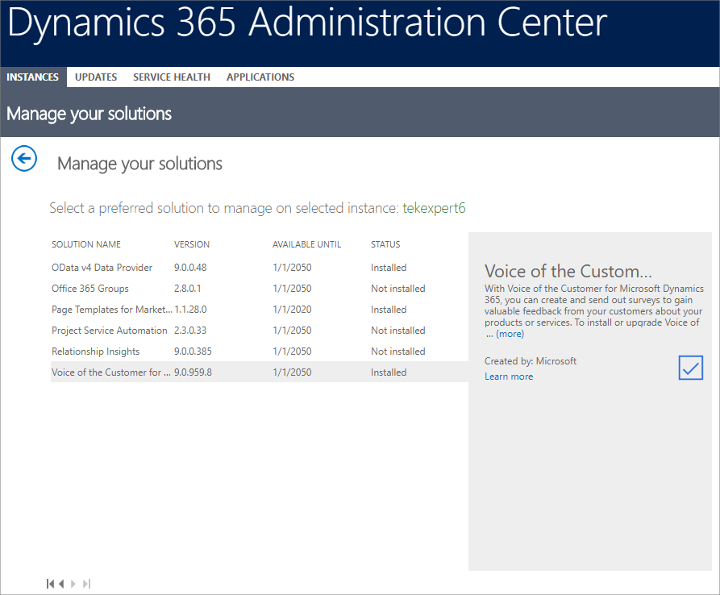 Dynamics 365 Administration Center
INSTANCES UPDATES SERVICE HEALTH APPLICATIONS
Manage your solutions
Manage your solutions
Select a preferred solution to manage on selected instance: tekexpert6
SOLUTION NAME VERSION AVAILABLE UNTIL STATUS
OData v4 Data Provider 9.0.0.48 1/1/2050 Installed
Office 365 Groups 2.8.0.1 1/1/2050 Not installed
Page Templates for Market... 1.1.28.0 1/1/2020 Installed
Project Service Automation 2.3.0.33 1/1/2050 Not installed
Relationship Insights 9.0.0.385 1/1/2050 Not installed
Voice of the Customer for ... 9.0.959.8 1/1/2050 Installed
Voice of the Custom...
With Voice of the Customer for Microsoft Dynamics
365, you can create and send out surveys to gain
valuable feedback from your customers about your
products or services. To install or upgrade Voice of
... (more)
Created by: Microsoft
Learn more